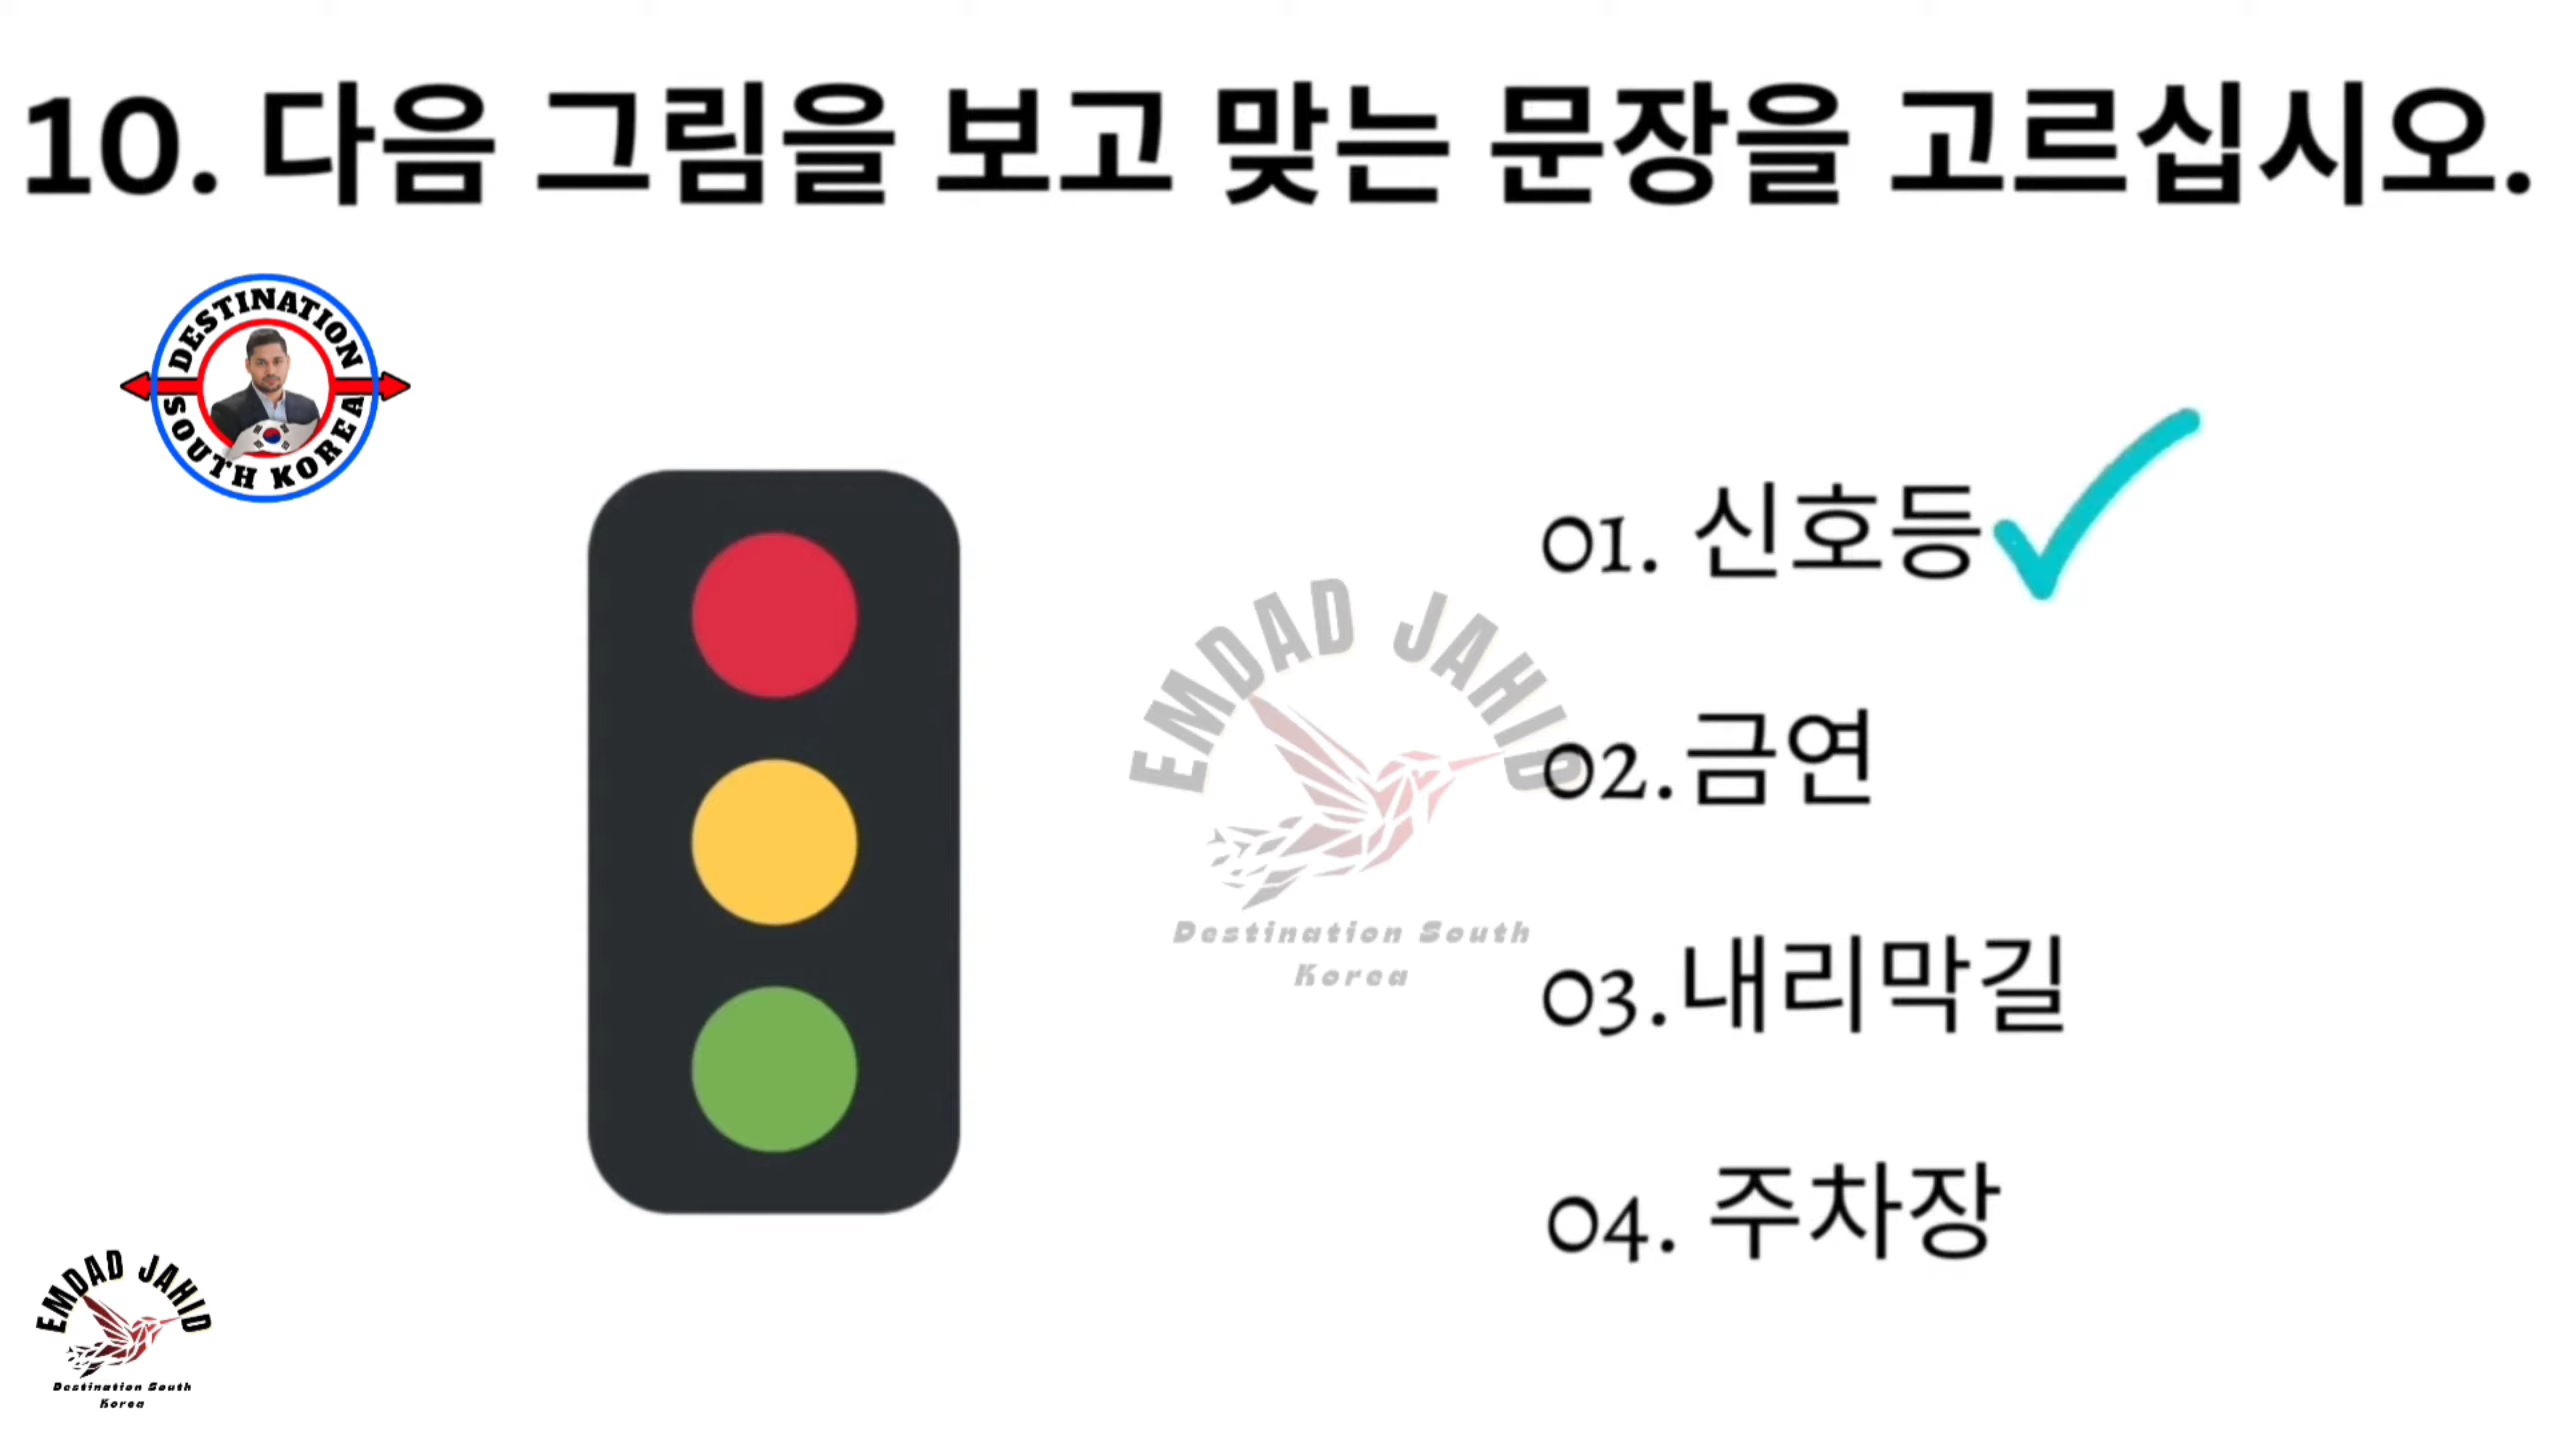 10. 다음 그림을 보고 맞는 문장을 고르십시오.
DESTINATION
SOUTH KOREA
01. 신호등
EMDAD JAHID
02.금연
Destination South
Korea
03.내리막길
04. 주차장
EMDAD JAHID
Destination South
Korea